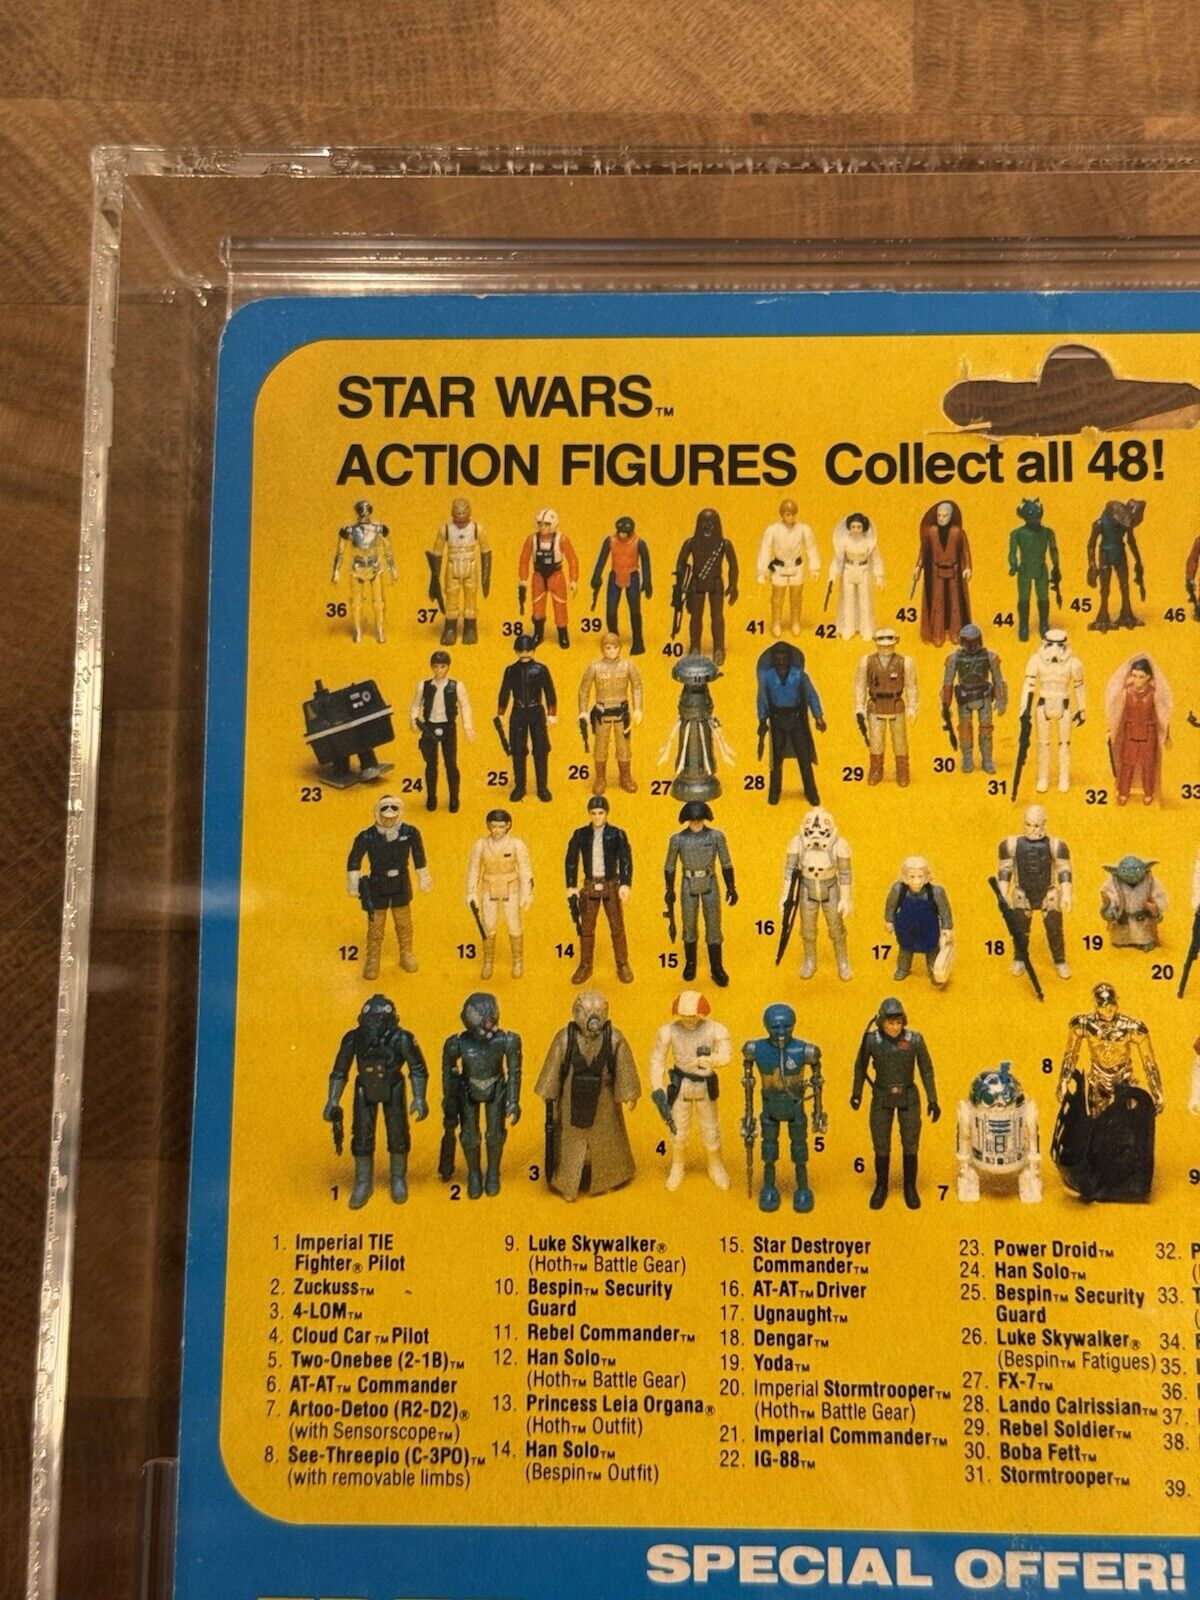 STAR WARS™
ACTION FIGURES Collect all 48!
36
37
38
39
40
41
42
43
44
45
46
23
24
25
26
27
28
29
30
31
32
33
12
13
14
15
16
17
18
19
20
1
2
3
4
5
6
7
8
9
1. Imperial TIE
Fighter® Pilot
2. Zuckuss™
3. 4-LOM™
4. Cloud Car™ Pilot
5. Two-Onebee (2-1B)™
6. AT-AT™ Commander
7. Artoo-Detoo (R2-D2)®
(with Sensorscope™)
8. See-Threepio (C-3PO)™
(with removable limbs)
9. Luke Skywalker®
(Hoth™ Battle Gear)
10. Bespin™ Security
Guard
11. Rebel Commander™
12. Han Solo™
(Hoth™ Battle Gear)
13. Princess Leia Organa®
(Hoth™ Outfit)
14. Han Solo™
(Bespin™ Outfit)
15. Star Destroyer
Commander™
16. AT-AT™ Driver
17. Ugnaught™
18. Dengar™
19. Yoda™
20. Imperial Stormtrooper™
(Hoth™ Battle Gear)
21. Imperial Commander™
22. IG-88™
23. Power Droid™
24. Han Solo™
25. Bespin™ Security
Guard
26. Luke Skywalker®
(Bespin™ Fatigues)
27. FX-7™
28. Lando Calrissian™
29. Rebel Soldier™
30. Boba Fett™
31. Stormtrooper™
32.
33.
34.
35.
36.
37.
38.
39.
SPECIAL OFFER!